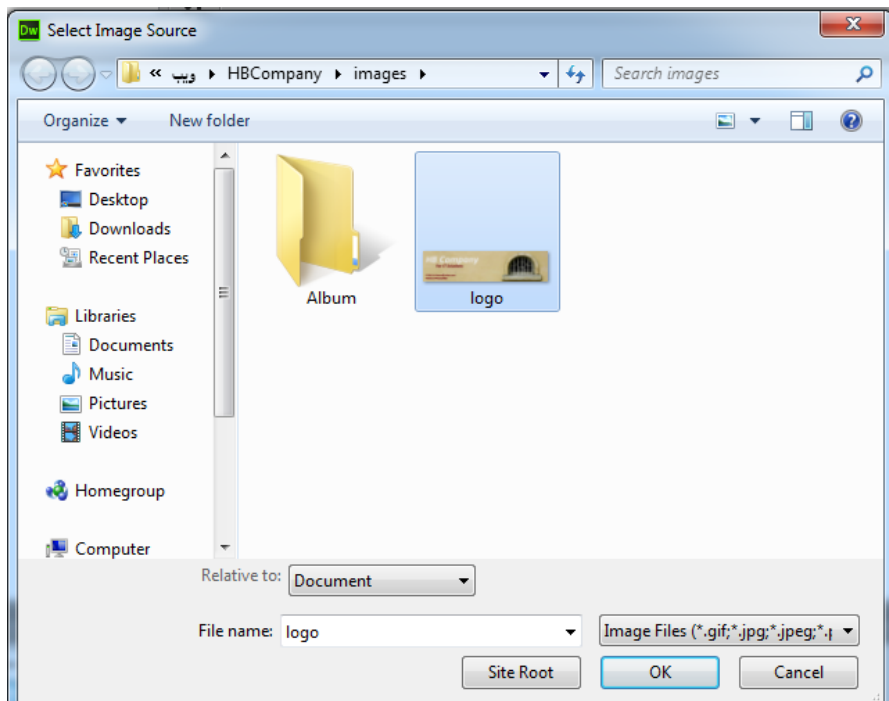 Dw Select Image Source
« ويب ▸ HBCompany ▸ images ▸
Search images
Organize
New folder
Favorites
Desktop
Downloads
Recent Places
Libraries
Documents
Music
Pictures
Videos
Homegroup
Computer
Album
HB Company
logo
Relative to: Document
File name: logo
Image Files (*.gif;*.jpg;*.jpeg;*.p
Site Root
OK
Cancel